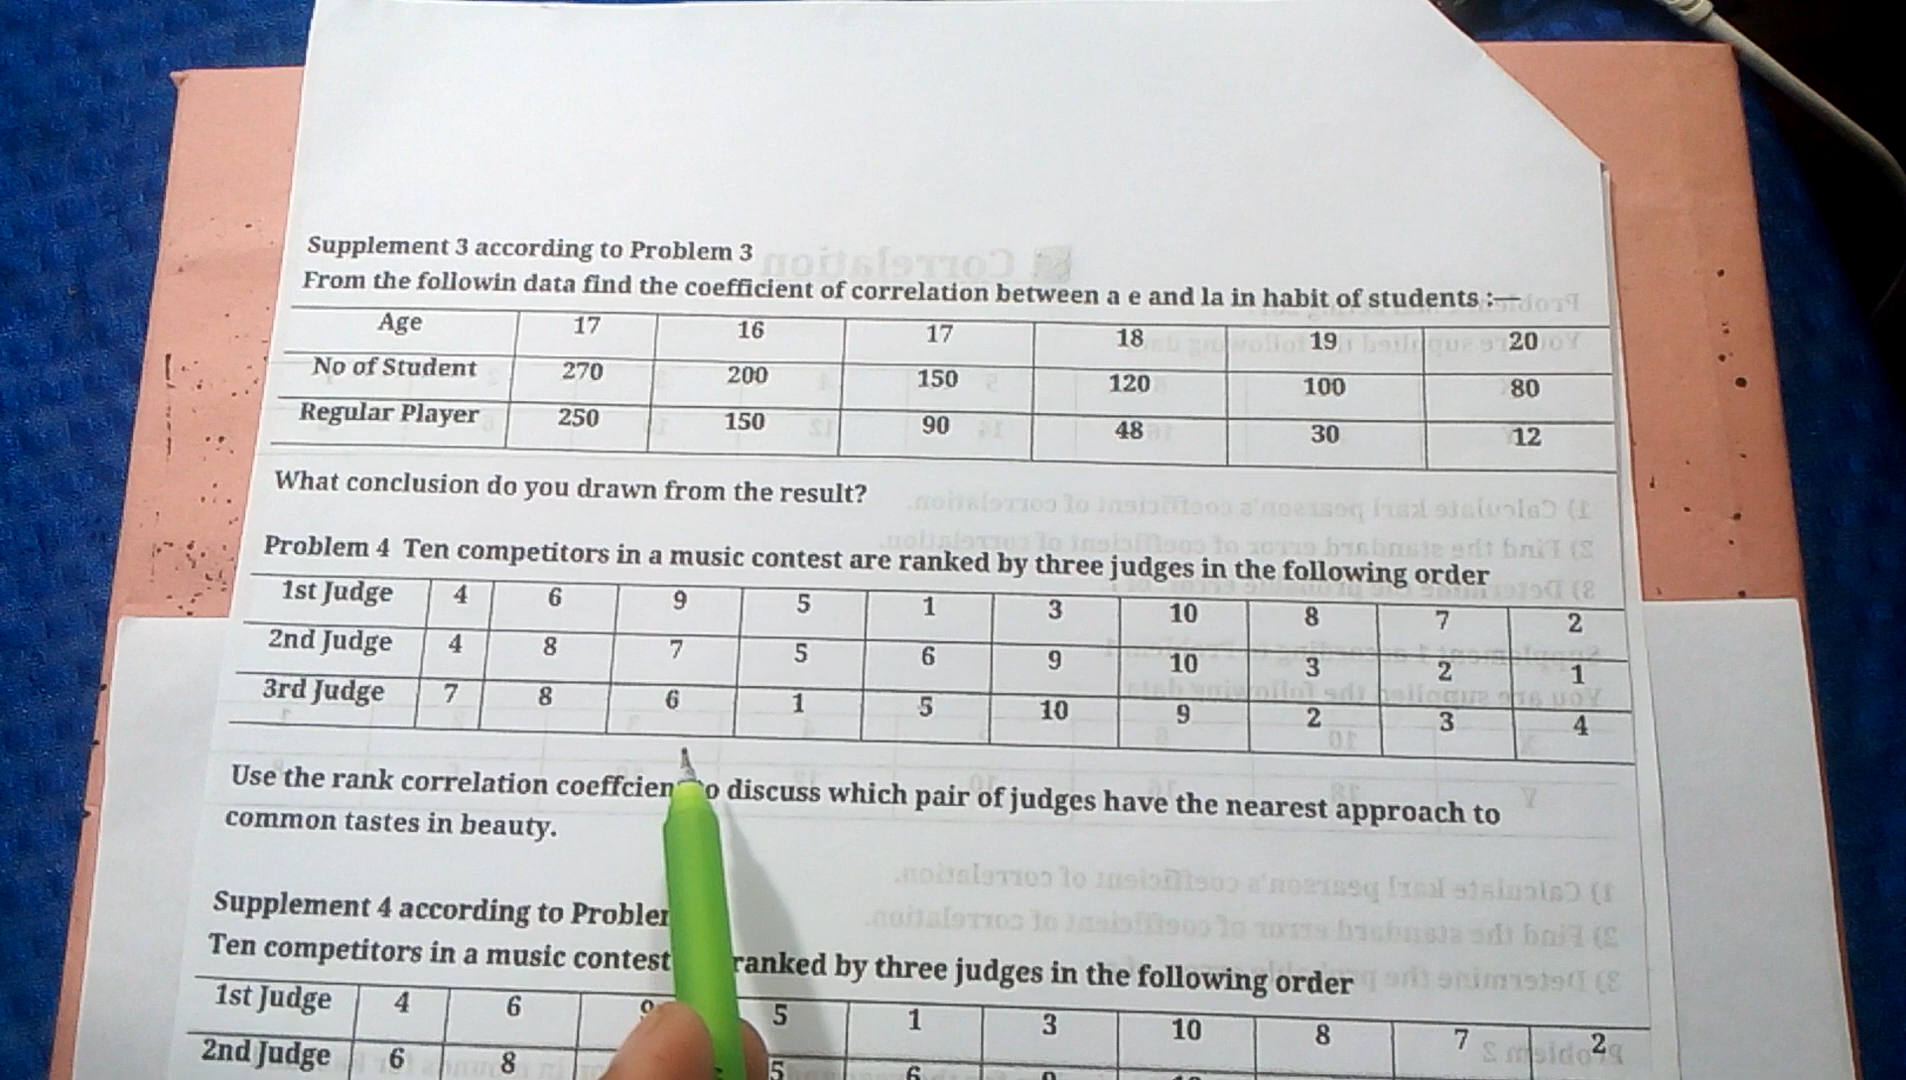 Supplement 3 according to Problem 3
From the followin data find the coefficient of correlation between a e and la in habit of students :—
Age 17 16 17 18 19 20
No of Student 270 200 150 120 100 80
Regular Player 250 150 90 48 30 12
What conclusion do you drawn from the result?
Problem 4 Ten competitors in a music contest are ranked by three judges in the following order
1st Judge 4 6 9 5 1 3 10 8 7 2
2nd Judge 4 8 7 5 6 9 10 3 2 1
3rd Judge 7 8 6 1 5 10 9 2 3 4
Use the rank correlation coeffcien o discuss which pair of judges have the nearest approach to
common tastes in beauty.
Supplement 4 according to Probler
Ten competitors in a music contest ranked by three judges in the following order
1st Judge 4 6 9 5 1 3 10 8 7 2
2nd Judge 6 8 5 6 9 10